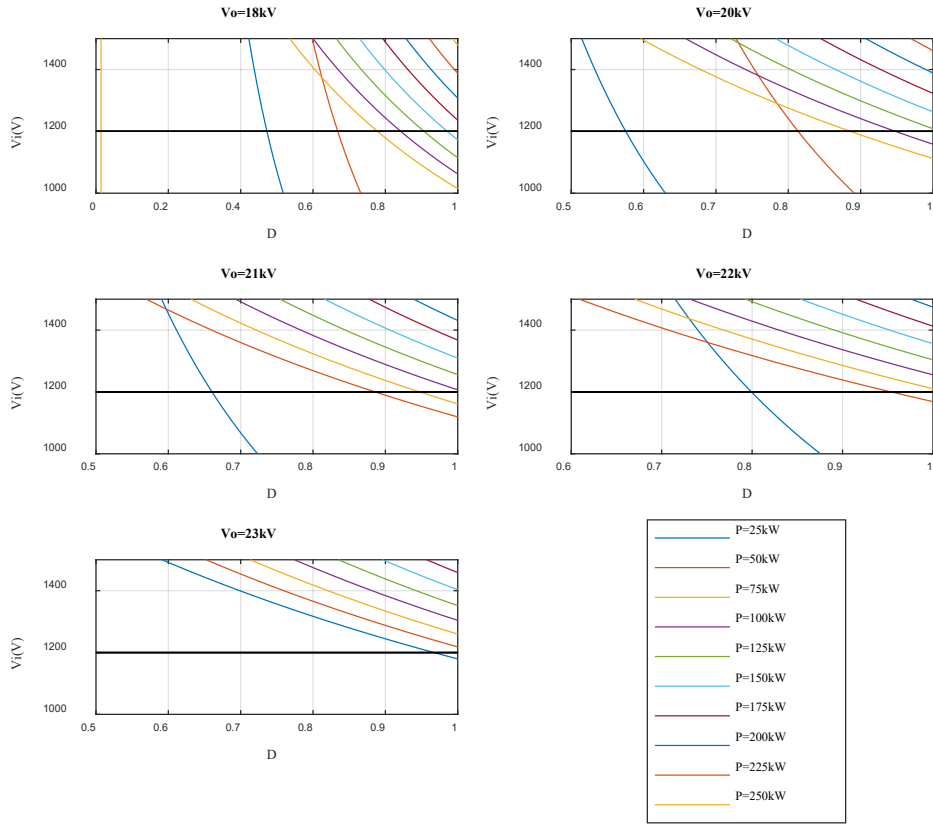 Vo=18kV
1400
1200
1000
Vi(V)
0 0.2 0.4 0.6 0.8 1
D
Vo=20kV
1400
1200
1000
Vi(V)
0.5 0.6 0.7 0.8 0.9 1
D
Vo=21kV
1400
1200
1000
Vi(V)
0.5 0.6 0.7 0.8 0.9 1
D
Vo=22kV
1400
1200
1000
Vi(V)
0.6 0.7 0.8 0.9 1
D
Vo=23kV
1400
1200
1000
Vi(V)
0.5 0.6 0.7 0.8 0.9 1
D
P=25kW
P=50kW
P=75kW
P=100kW
P=125kW
P=150kW
P=175kW
P=200kW
P=225kW
P=250kW